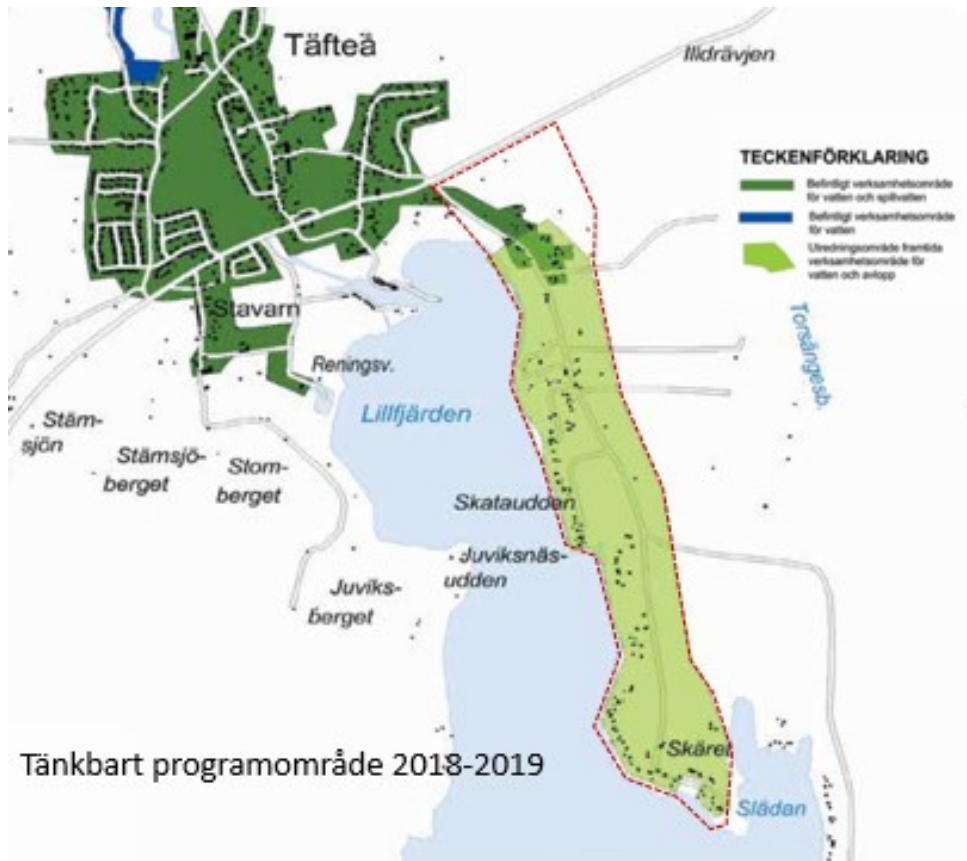 Täfteå
Illdrävjen
TECKENFÖRKLARING
Befintligt verksamhetsområde
för vatten och spillvatten
Befintligt verksamhetsområde
för vatten
Utredningsområde framtida
verksamhetsområde för
vatten och avlopp
Stavarn
Torsångesb.
Reningsv.
Lillfjärden
Stäm-
sjön
Stämsjö-
berget
Stom-
berget
Skataudden
Juviksnäs-
udden
Juviks-
berget
Skäret
Tänkbart programområde 2018-2019
Slädan